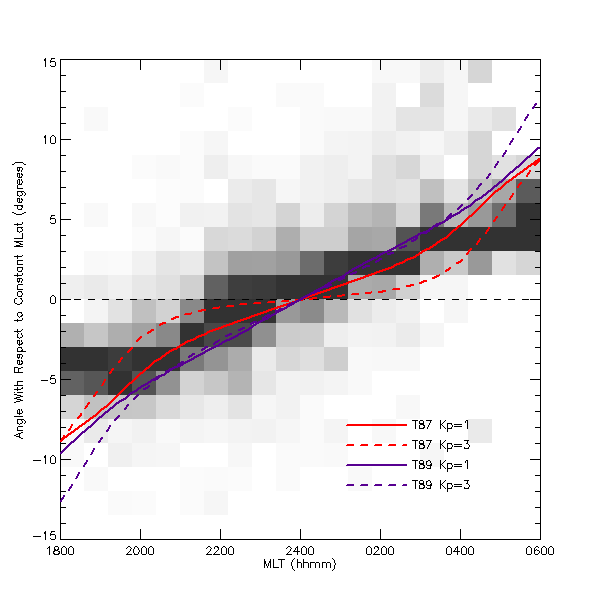 15
10
5
0
−5
−10
−15
Angle With Respect to Constant MLat (degrees)
T87 Kp=1
T87 Kp=3
T89 Kp=1
T89 Kp=3
1800 2000 2200 2400 0200 0400 0600
MLT (hhmm)